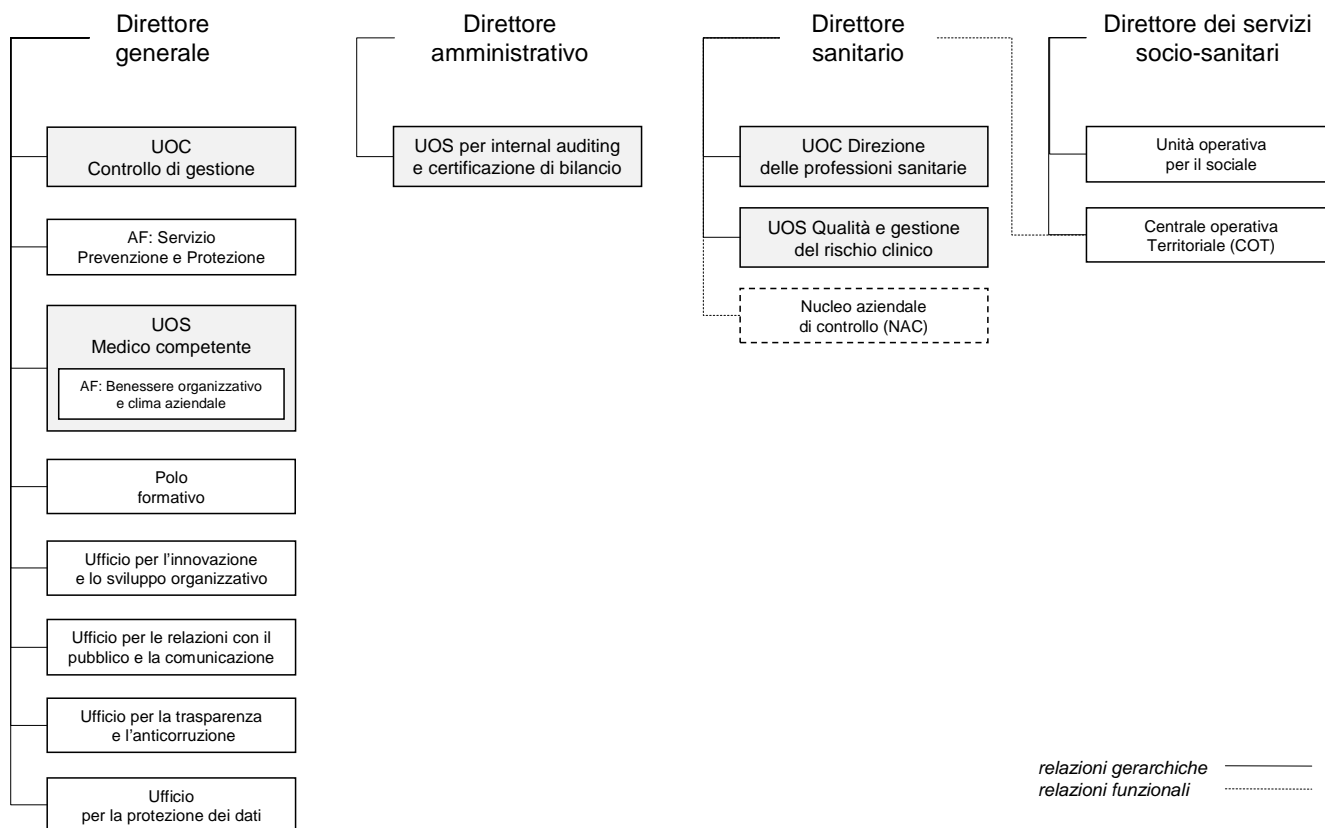 Direttore
generale
UOC
Controllo di gestione
AF: Servizio
Prevenzione e Protezione
UOS
Medico competente
AF: Benessere organizzativo
e clima aziendale
Polo
formativo
Ufficio per l'innovazione
e lo sviluppo organizzativo
Ufficio per le relazioni con il
pubblico e la comunicazione
Ufficio per la trasparenza
e l'anticorruzione
Ufficio
per la protezione dei dati
Direttore
amministrativo
UOS per internal auditing
e certificazione di bilancio
Direttore
sanitario
UOC Direzione
delle professioni sanitarie
UOS Qualità e gestione
del rischio clinico
Nucleo aziendale
di controllo (NAC)
Direttore dei servizi
socio-sanitari
Unità operativa
per il sociale
Centrale operativa
Territoriale (COT)
relazioni gerarchiche
relazioni funzionali